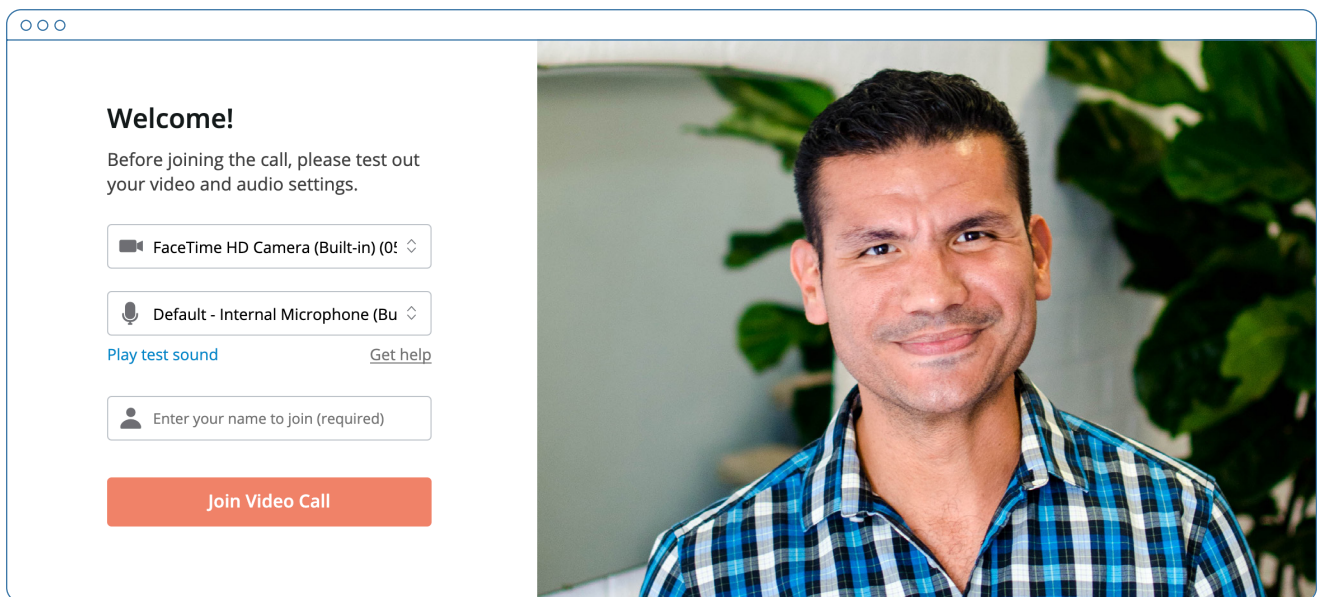 Welcome!
Before joining the call, please test out
your video and audio settings.
FaceTime HD Camera (Built-in) (05
Default - Internal Microphone (Bu
Play test sound
Get help
Enter your name to join (required)
Join Video Call